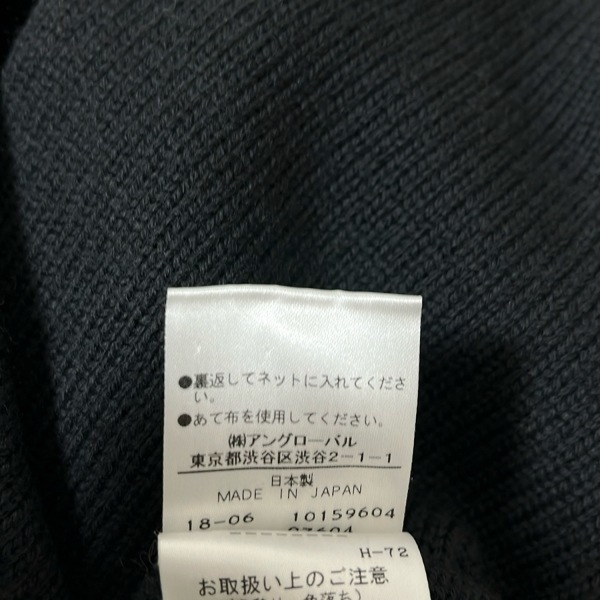 ●裏返してネットに入れてくださ
い。
●あて布を使用してください。
㈱アングローバル
東京都渋谷区渋谷2-1-1
日本製
MADE IN JAPAN
18-06 10159604
H-72
お取扱い上のご注意
色落ち)